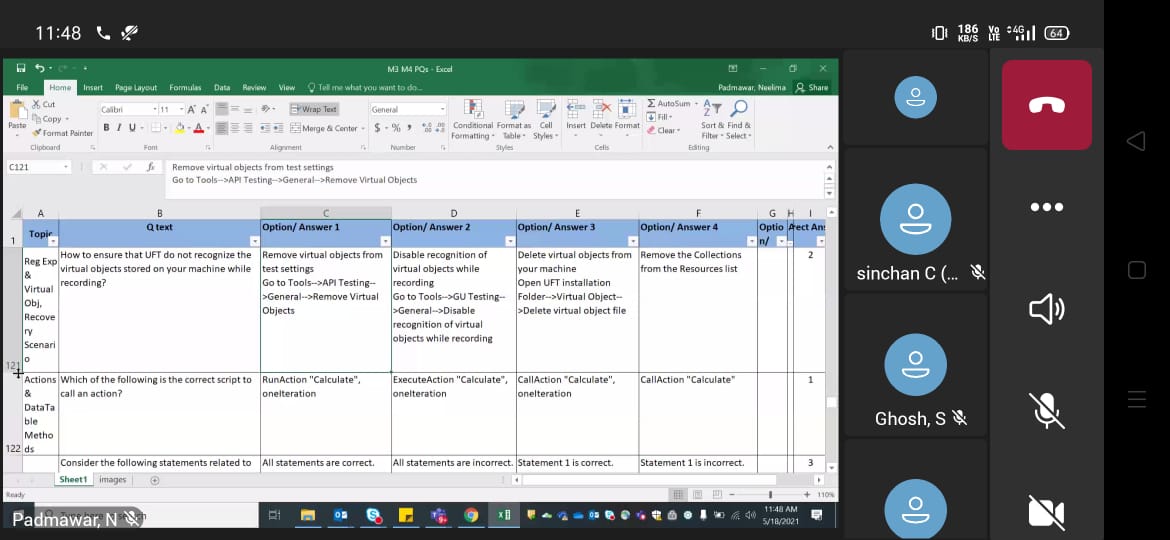 11:48
186 KB/S Vo LTE 4G 64
M3 M4 PQs - Excel
File Home Insert Page Layout Formulas Data Review View Tell me what you want to do... Padmawar, Neelima Share
Cut
Copy
Format Painter
Paste
Calibri 11
B I U
Wrap Text
Merge & Center
General
$ % ,
Conditional Formatting
Format as Table
Cell Styles
Insert Delete Format
AutoSum
Fill
Clear
Sort & Filter
Find & Select
Clipboard Font Alignment Number Styles Cells Editing
C121
fx
Remove virtual objects from test settings
Go to Tools-->API Testing-->General-->Remove Virtual Objects
A B C D E F G H I
1
Topic
Q text
Option/ Answer 1
Option/ Answer 2
Option/ Answer 3
Option/ Answer 4
Optio
n/
rect Ans
121
Reg Exp
&
Virtual
Obj,
Recove
ry
Scenari
o
How to ensure that UFT do not recognize the
virtual objects stored on your machine while
recording?
Remove virtual objects from
test settings
Go to Tools-->API Testing--
>General-->Remove Virtual
Objects
Disable recognition of
virtual objects while
recording
Go to Tools-->GU Testing--
>General-->Disable
recognition of virtual
objects while recording
Delete virtual objects from
your machine
Open UFT installation
Folder-->Virtual Object--
>Delete virtual object file
Remove the Collections
from the Resources list
2
122
Actions
&
DataTa
ble
Metho
ds
Which of the following is the correct script to
call an action?
RunAction "Calculate",
oneIteration
ExecuteAction "Calculate",
oneIteration
CallAction "Calculate",
oneIteration
CallAction "Calculate"
1
Consider the following statements related to
All statements are correct.
All statements are incorrect.
Statement 1 is correct.
Statement 1 is incorrect.
3
Sheet1 images
Ready
110%
11:48 AM
5/18/2021
Padmawar, N
sinchan C (...
Ghosh, S